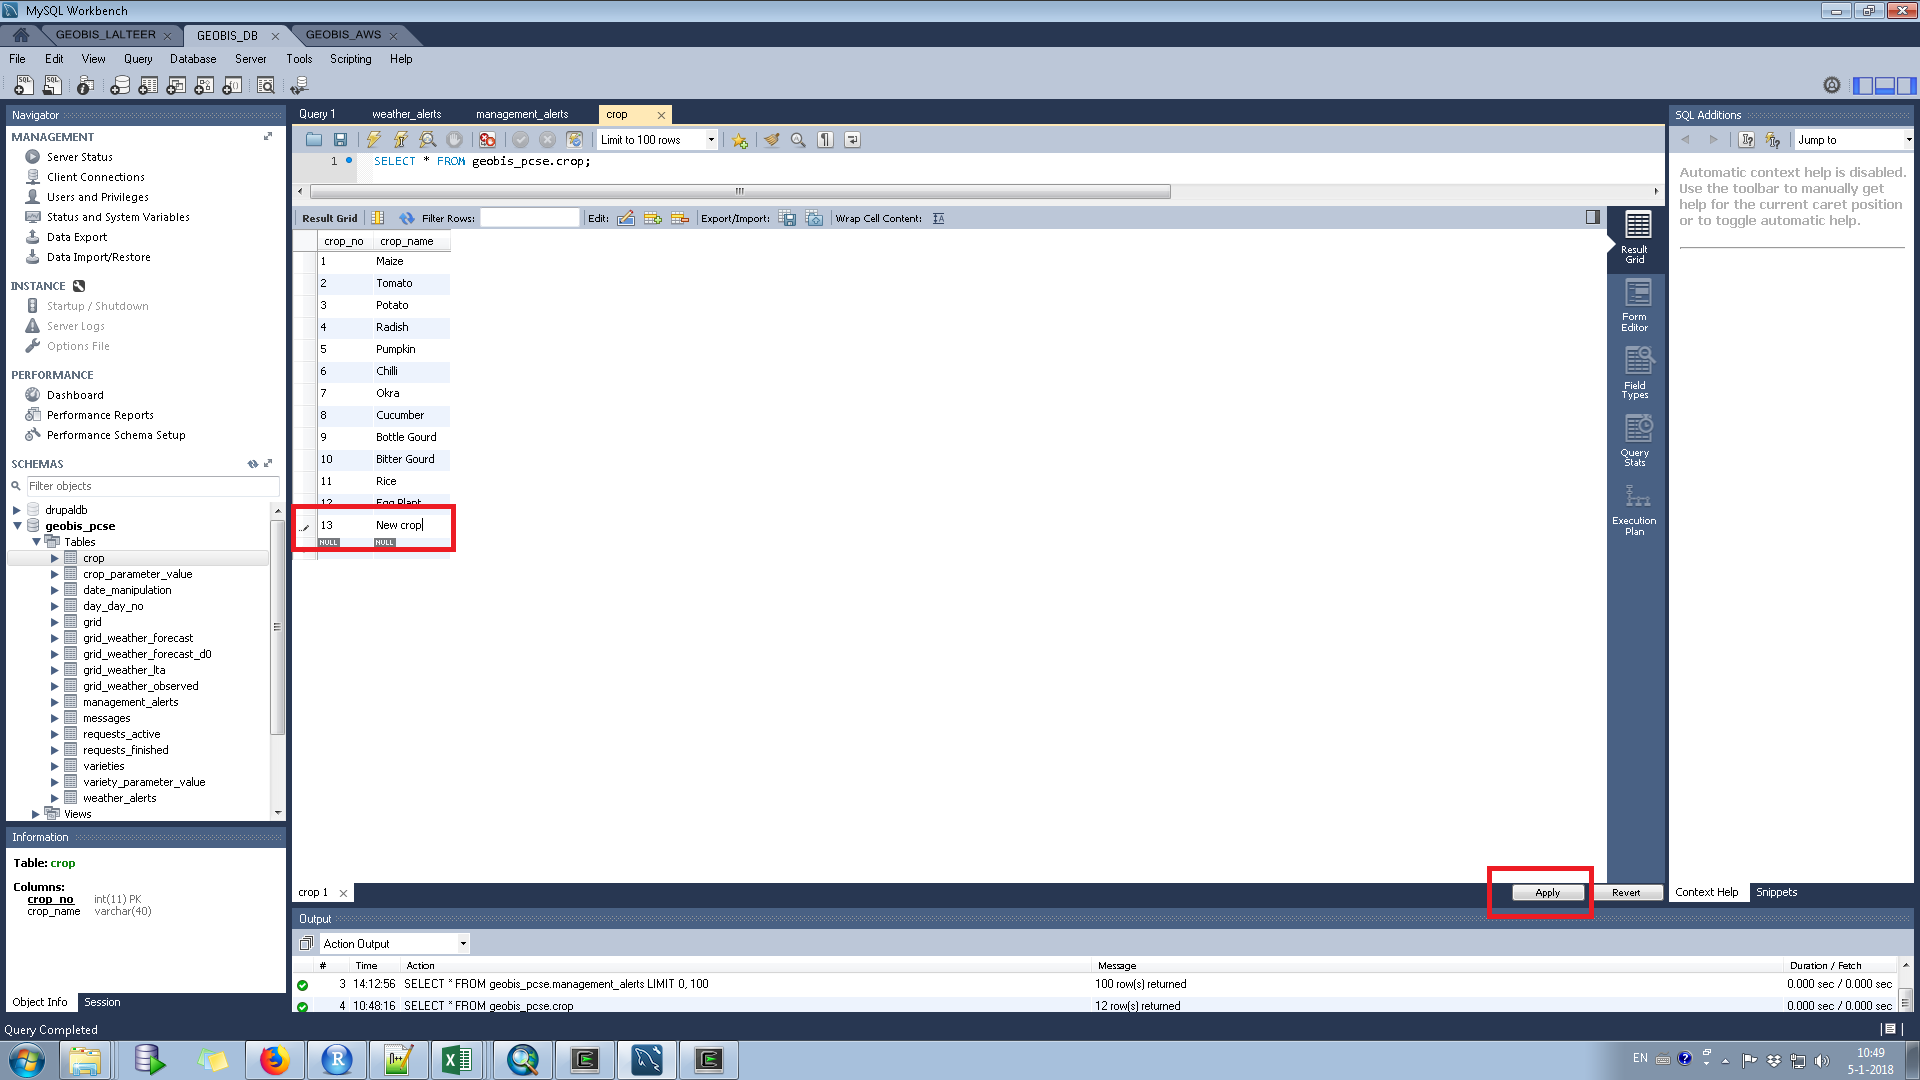 MySQL Workbench
GEOBIS_LALTEER
GEOBIS_DB
GEOBIS_AWS
File Edit View Query Database Server Tools Scripting Help
Navigator
MANAGEMENT
Server Status
Client Connections
Users and Privileges
Status and System Variables
Data Export
Data Import/Restore
INSTANCE
Startup / Shutdown
Server Logs
Options File
PERFORMANCE
Dashboard
Performance Reports
Performance Schema Setup
SCHEMAS
Filter objects
drupaldb
geobis_pcse
Tables
crop
crop_parameter_value
date_manipulation
day_day_no
grid
grid_weather_forecast
grid_weather_forecast_d0
grid_weather_lta
grid_weather_observed
management_alerts
messages
requests_active
requests_finished
varieties
variety_parameter_value
weather_alerts
Views
Information
Table: crop
Columns:
crop_no int(11) PK
crop_name varchar(40)
Object Info Session
Query Completed
Query 1 weather_alerts management_alerts crop
Limit to 100 rows
1 SELECT * FROM geobis_pcse.crop;
Result Grid Filter Rows: Edit: Export/Import: Wrap Cell Content:
crop_no crop_name
1 Maize
2 Tomato
3 Potato
4 Radish
5 Pumpkin
6 Chilli
7 Okra
8 Cucumber
9 Bottle Gourd
10 Bitter Gourd
11 Rice
12 Egg Plant
13 New crop
NULL NULL
Result
Grid
Form
Editor
Field
Types
Query
Stats
Execution
Plan
crop 1
Apply Revert
SQL Additions
Jump to
Automatic context help is disabled.
Use the toolbar to manually get
help for the current caret position
or to toggle automatic help.
Context Help Snippets
Output
Action Output
# Time Action Message Duration / Fetch
3 14:12:56 SELECT * FROM geobis_pcse.management_alerts LIMIT 0, 100 100 row(s) returned 0.000 sec / 0.000 sec
4 10:48:16 SELECT * FROM geobis_pcse.crop 12 row(s) returned 0.000 sec / 0.000 sec
EN
10:49
5-1-2018